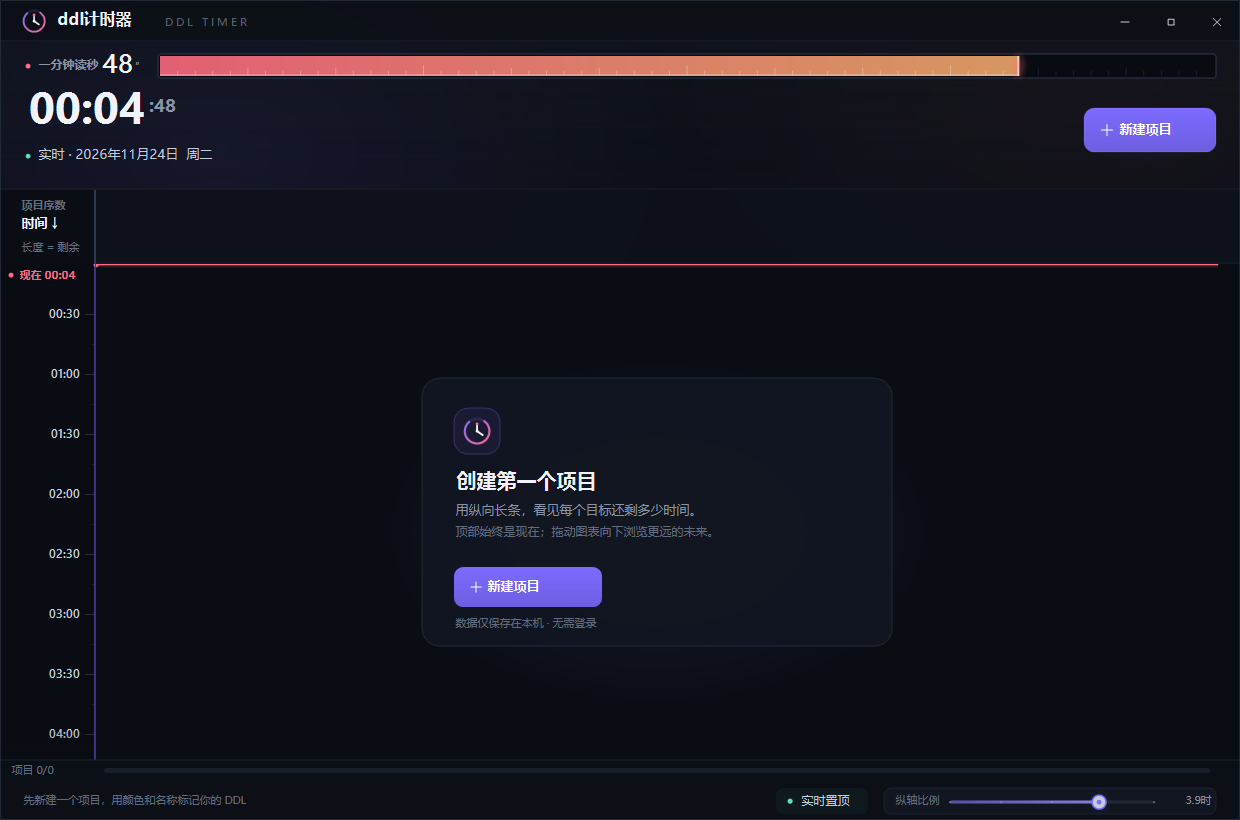 ddl计时器 DDL TIMER
一分钟读秒 48
00:04 :48
实时 · 2026年11月24日 周二
＋ 新建项目
项目序数
时间 ↓
长度 = 剩余
现在 00:04
00:30
01:00
01:30
02:00
02:30
03:00
03:30
04:00
创建第一个项目
用纵向长条，看见每个目标还剩多少时间。
顶部始终是现在；拖动图表向下浏览更远的未来。
＋ 新建项目
数据仅保存在本机 · 无需登录
项目 0/0
先新建一个项目，用颜色和名称标记你的 DDL
实时置顶
纵轴比例 3.9时